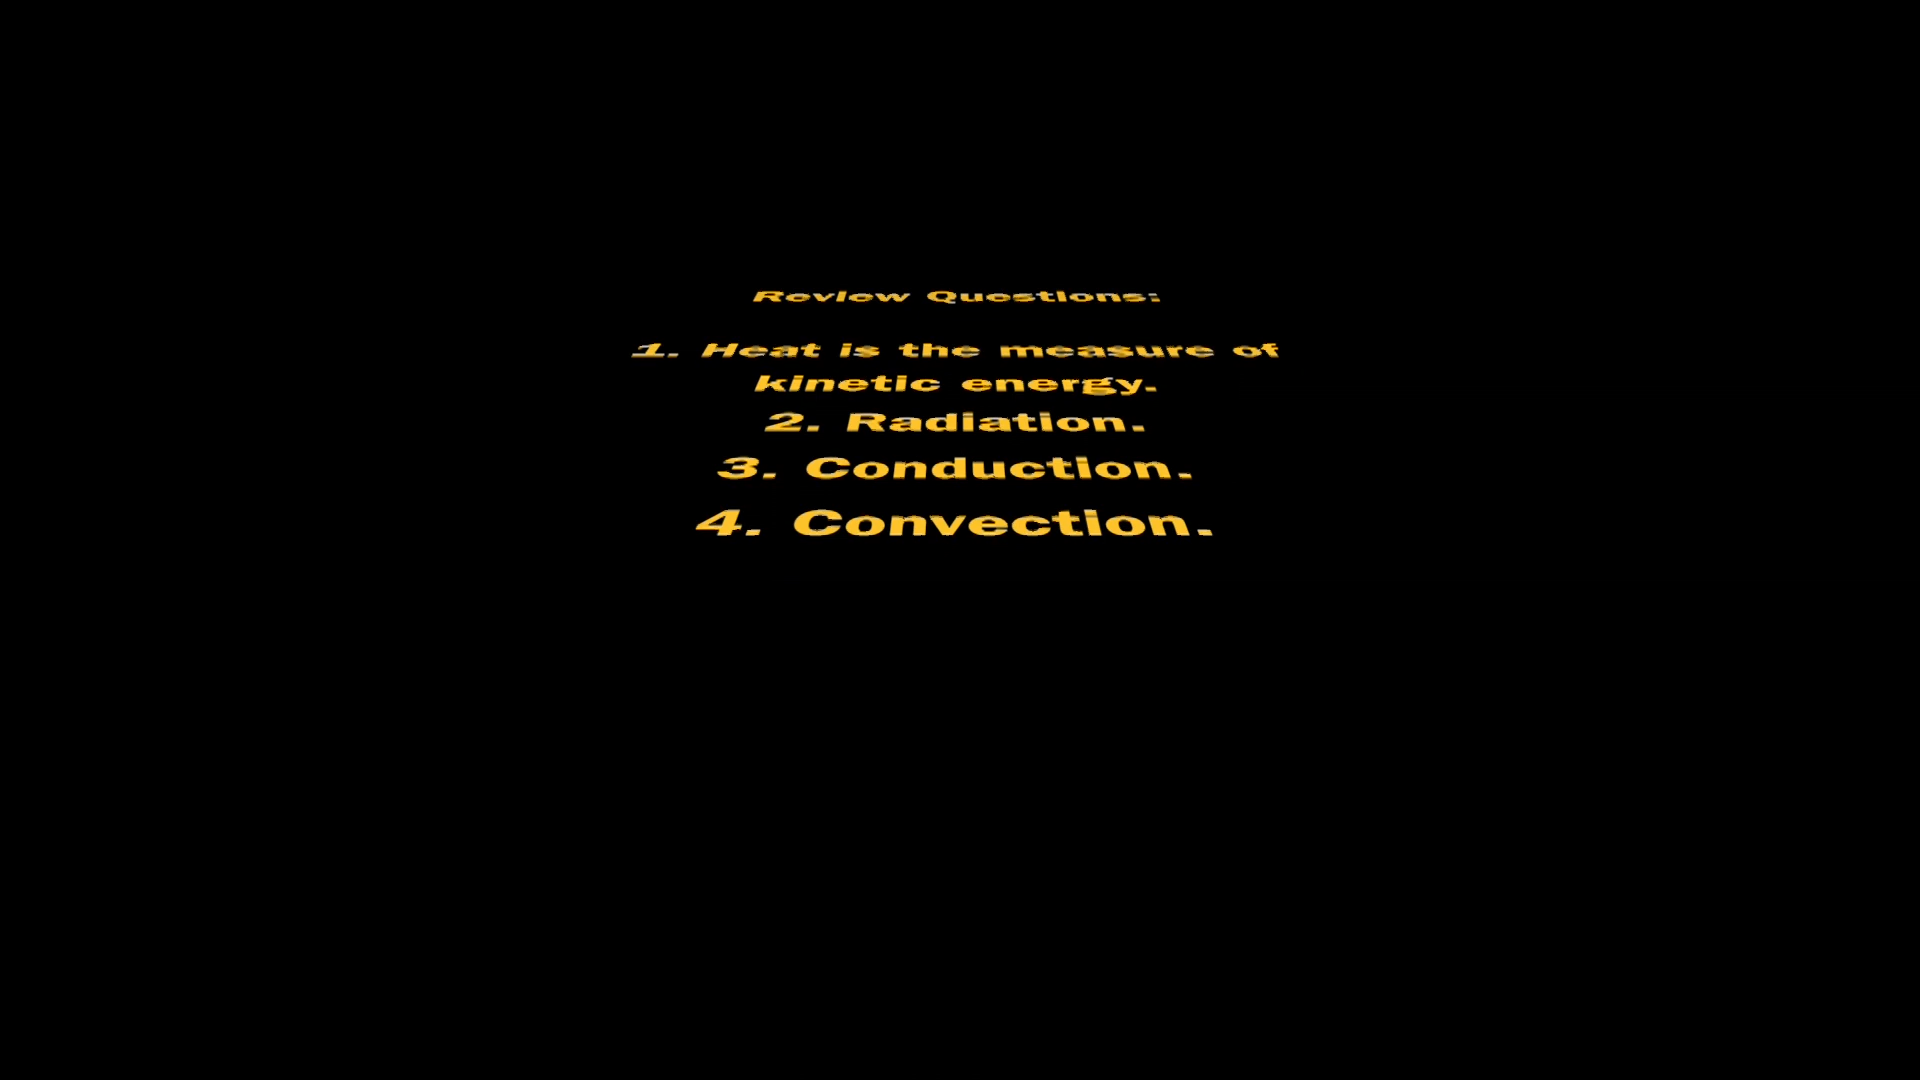 Review Questions:
1. Heat is the measure of
kinetic energy.
2. Radiation.
3. Conduction.
4. Convection.